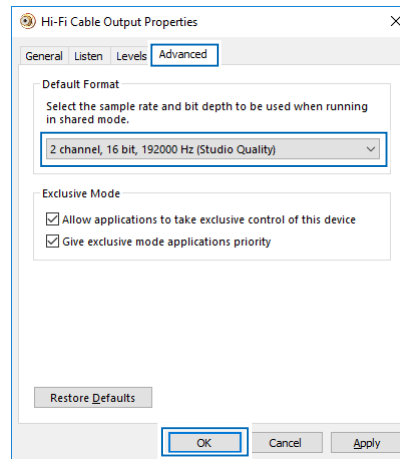 Hi-Fi Cable Output Properties
General Listen Levels Advanced
Default Format
Select the sample rate and bit depth to be used when running
in shared mode.
2 channel, 16 bit, 192000 Hz (Studio Quality)
Exclusive Mode
Allow applications to take exclusive control of this device
Give exclusive mode applications priority
Restore Defaults
OK Cancel Apply